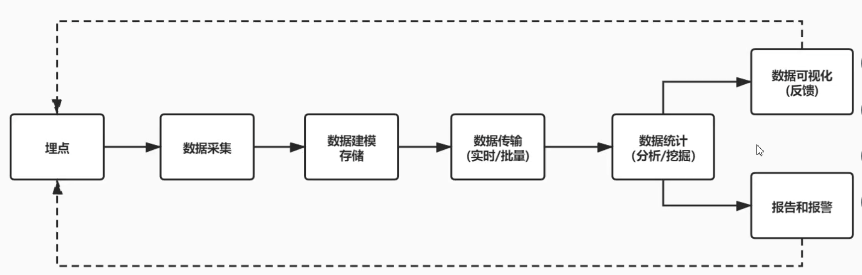 埋点
数据采集
数据建模
存储
数据传输
(实时/批量)
数据统计
(分析/挖掘)
数据可视化
(反馈)
报告和报警